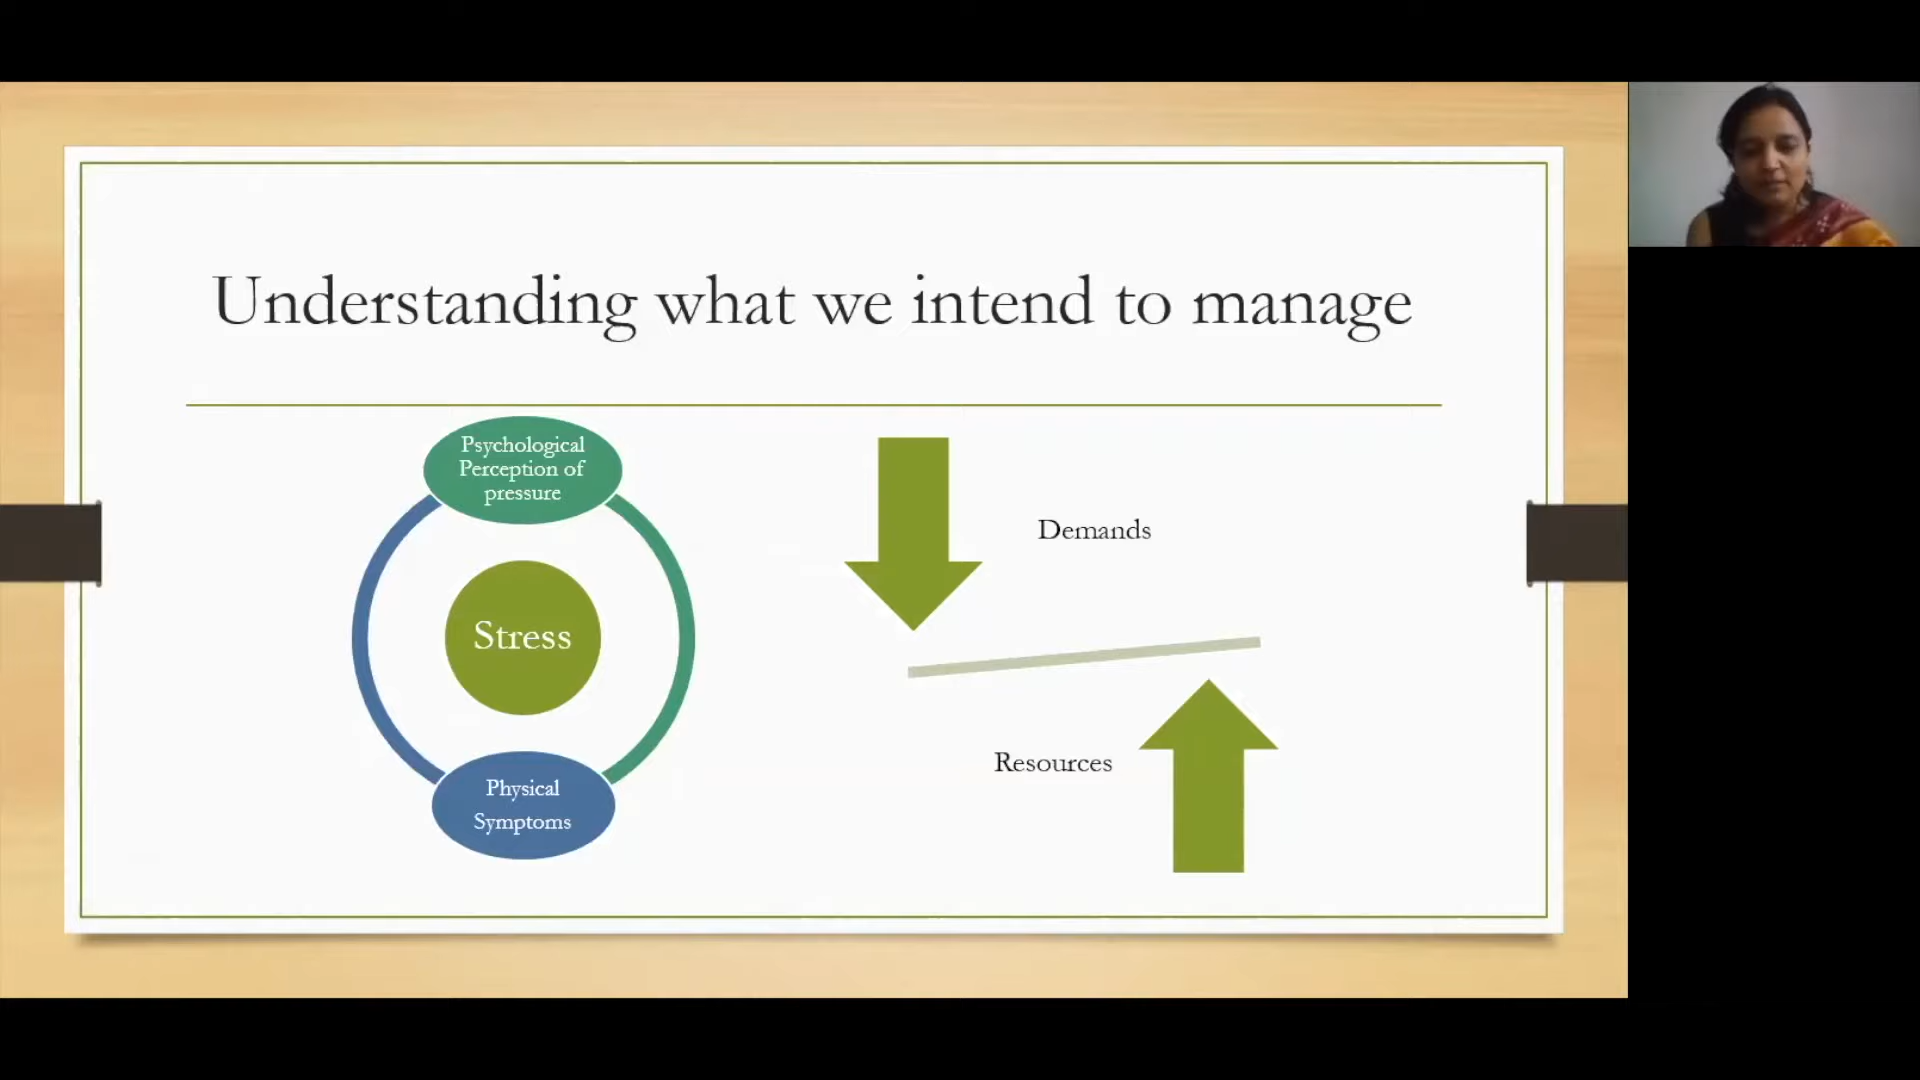 Understanding what we intend to manage
Psychological
Perception of
pressure
Stress
Physical
Symptoms
Demands
Resources